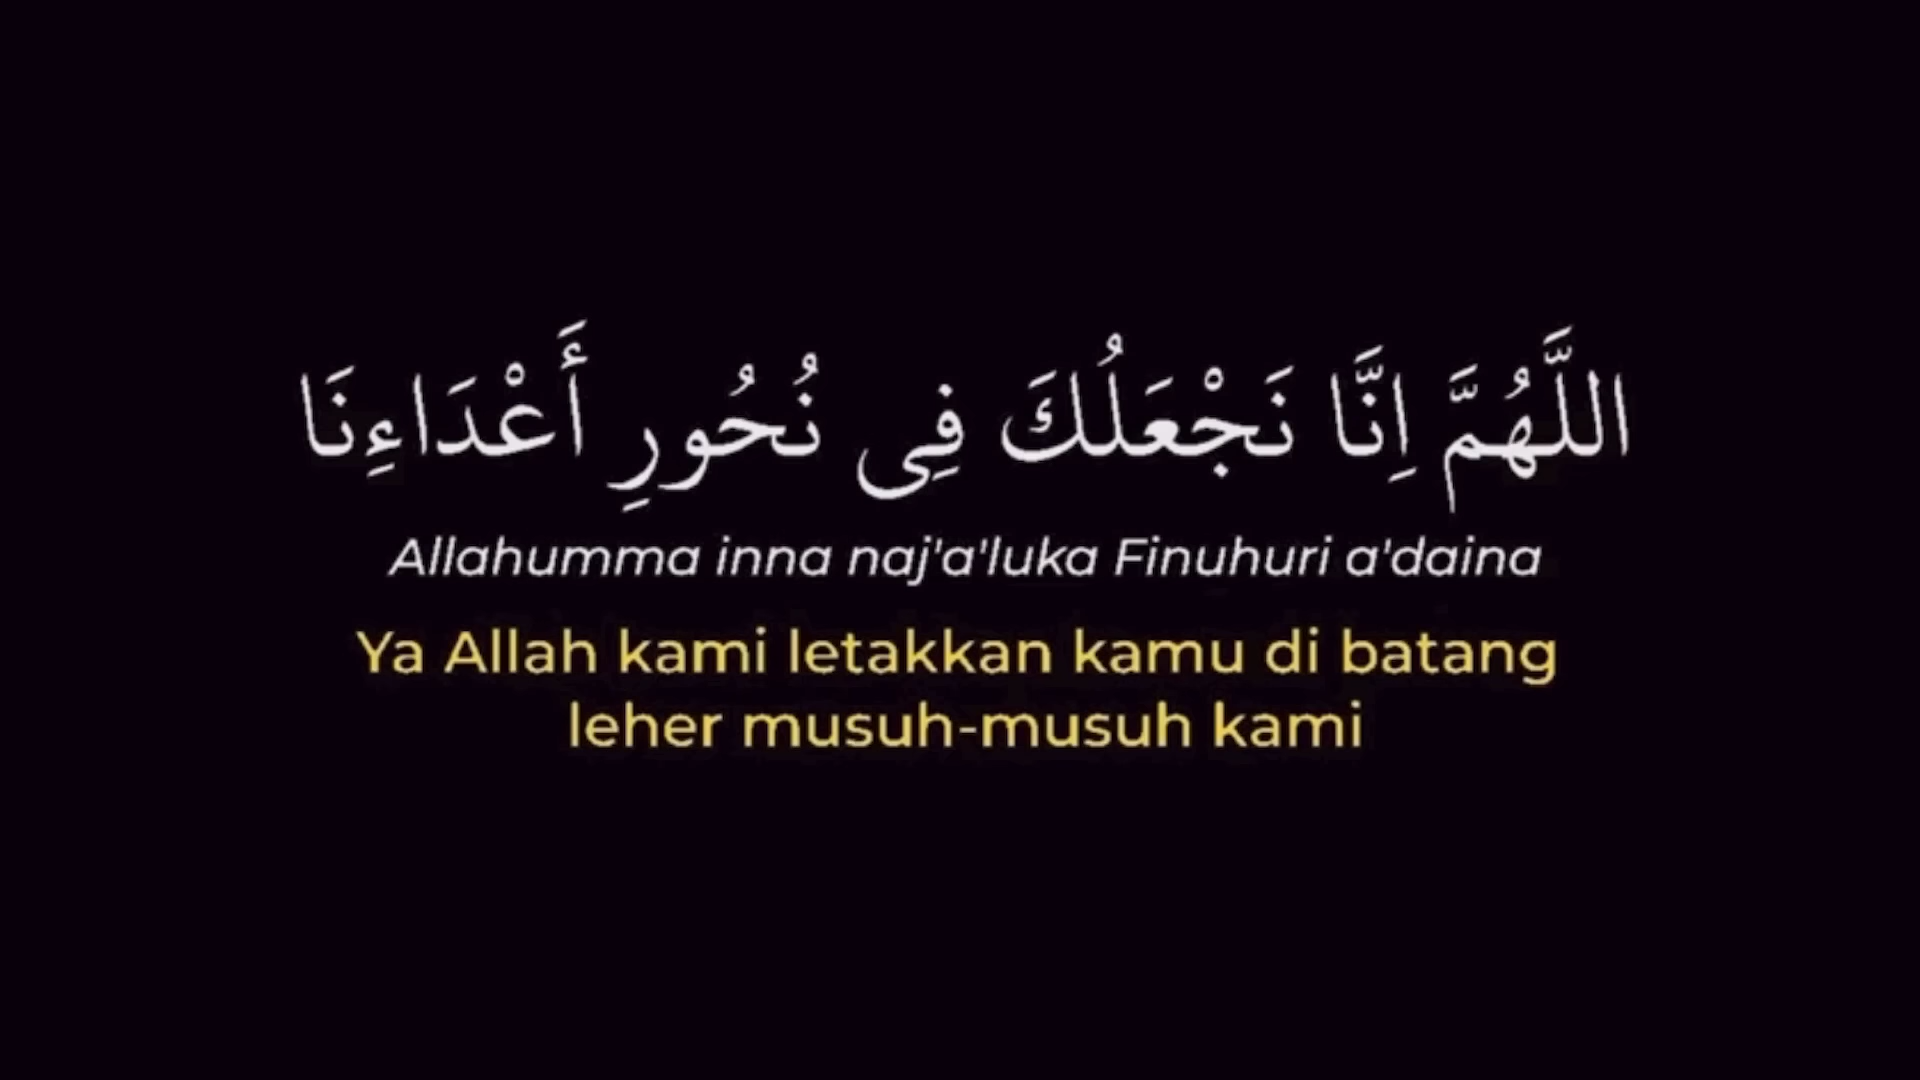 اللَّهُمَّ اِنَّا نَجْعَلُكَ فِى نُحُورِ أَعْدَاءِنَا
Allahumma inna naj'a'luka Finuhuri a'daina
Ya Allah kami letakkan kamu di batang
leher musuh-musuh kami